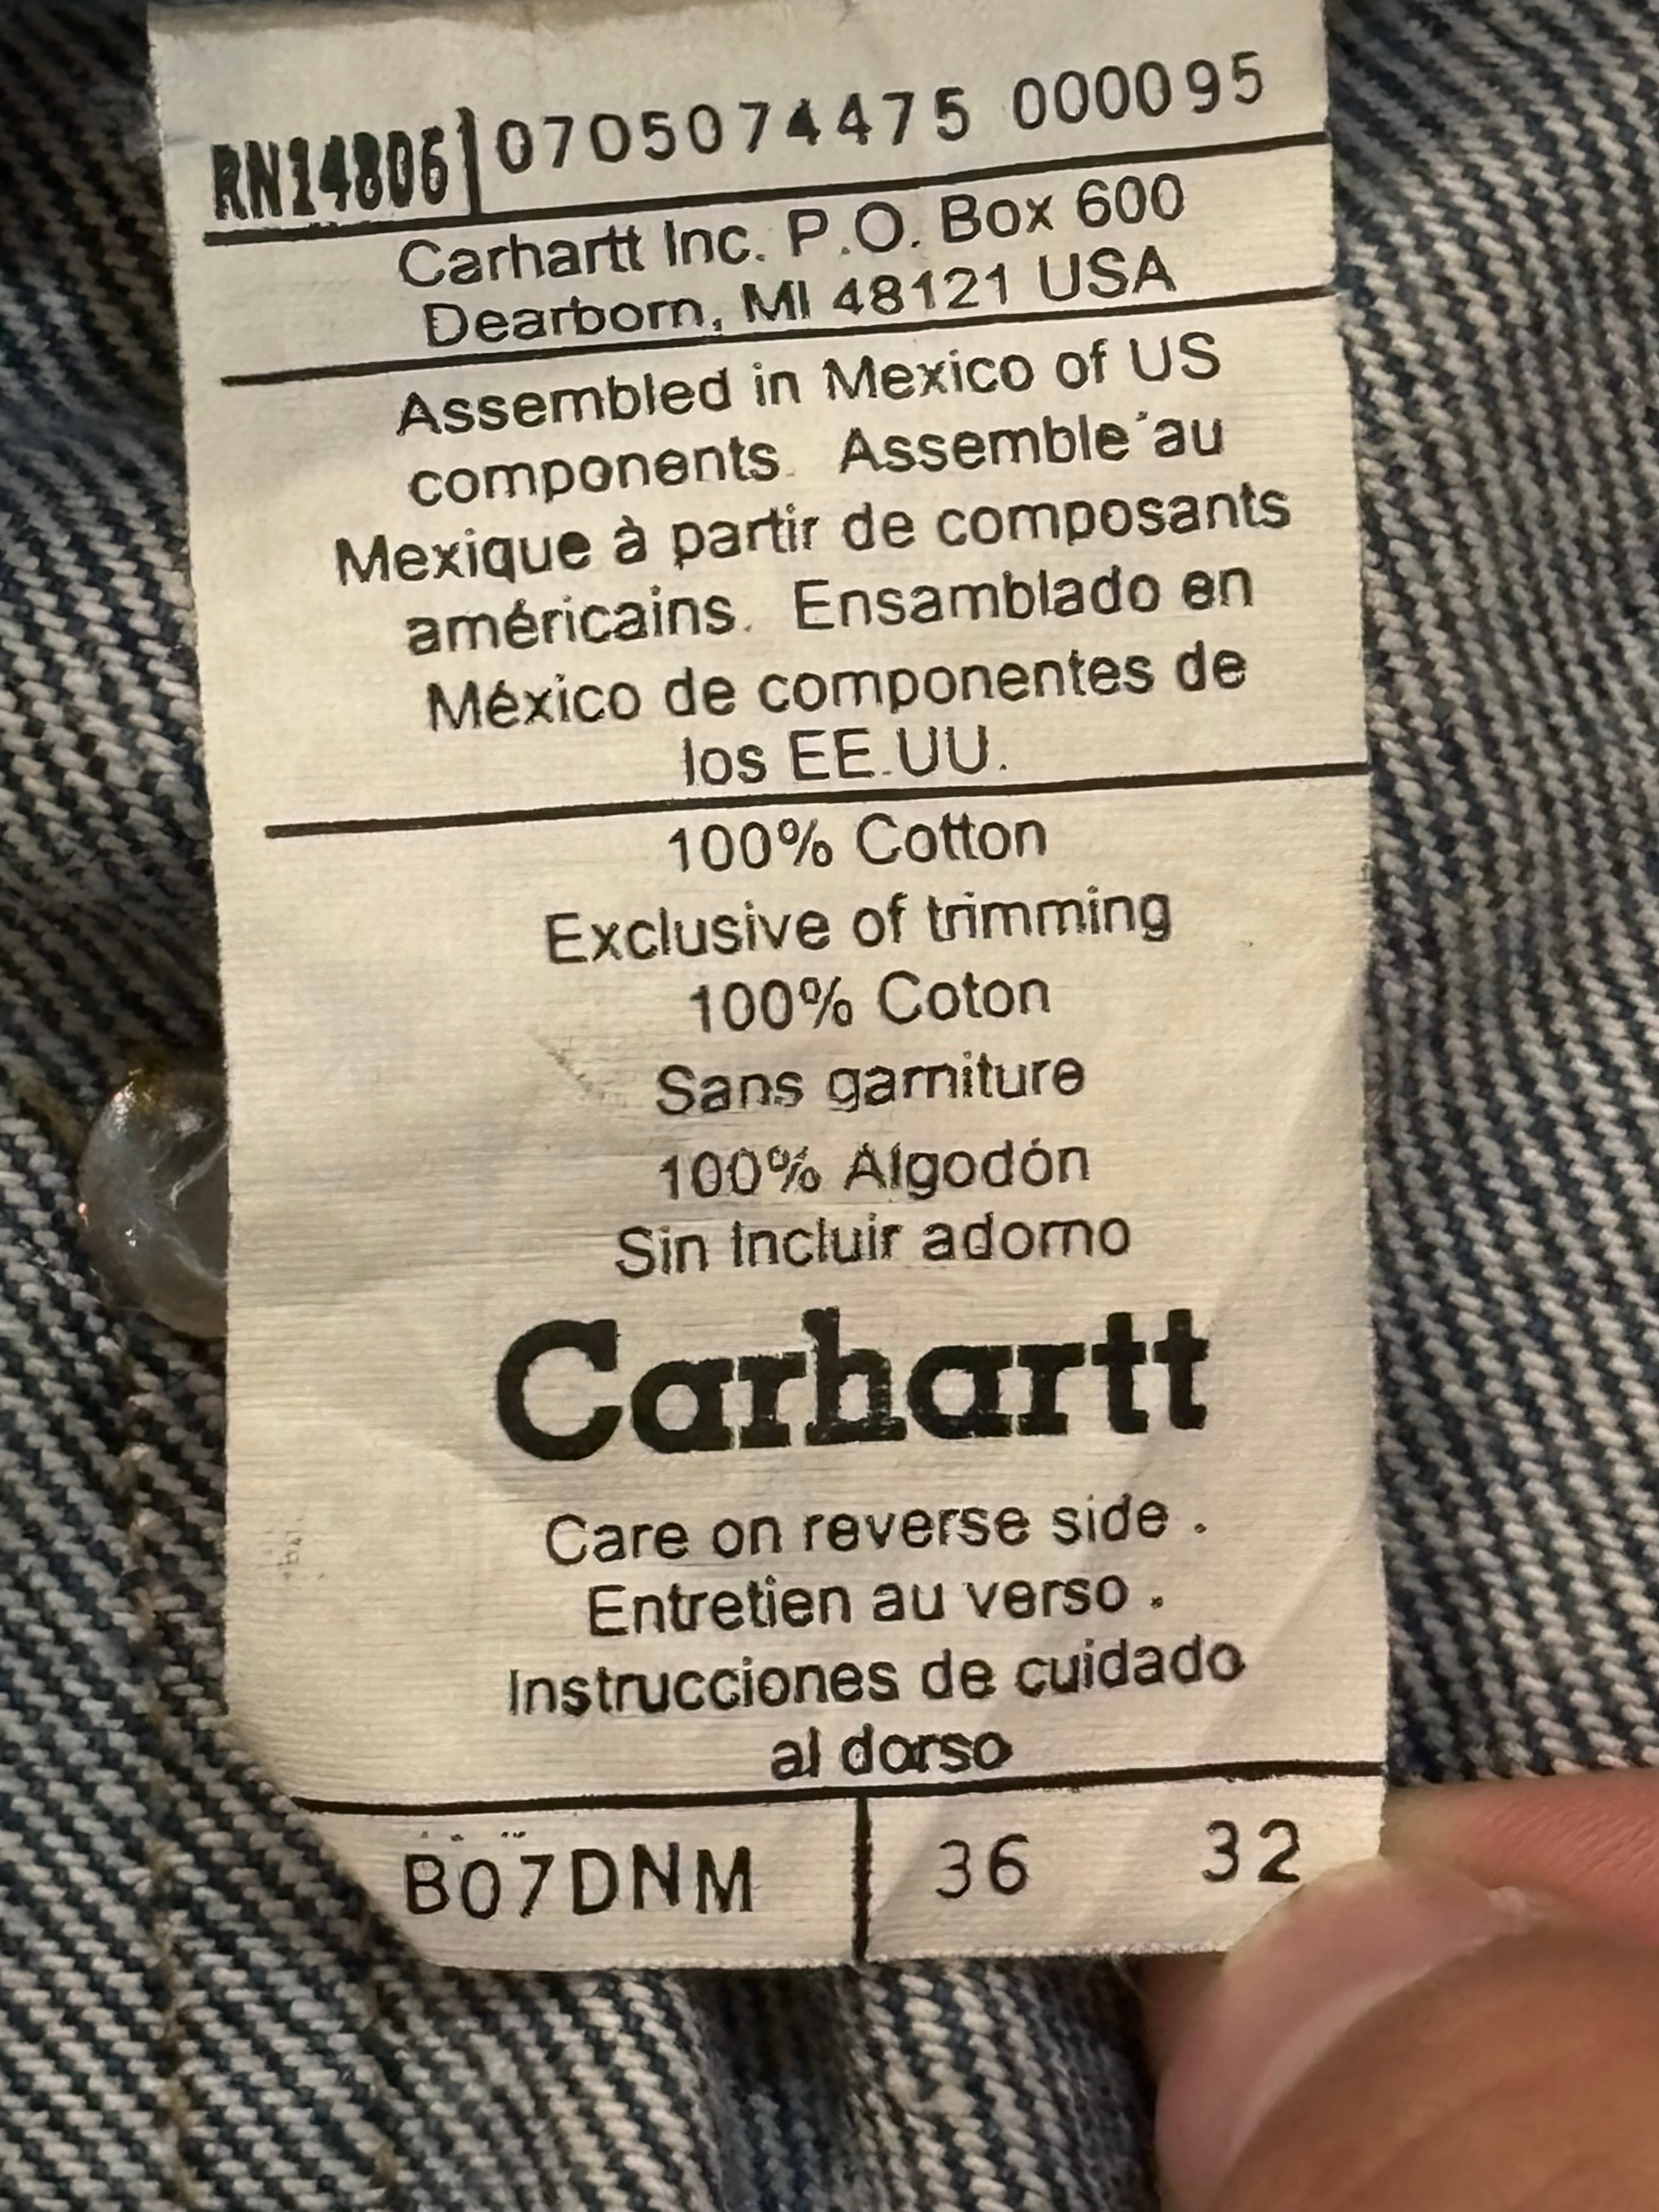 RN14806 0705074475 000095
Carhartt Inc. P.O. Box 600
Dearborn, MI 48121 USA
Assembled in Mexico of US
components. Assemble´au
Mexique à partir de composants
américains. Ensamblado en
México de componentes de
los EE.UU.
100% Cotton
Exclusive of trimming
100% Coton
Sans garniture
100% Algodón
Sin Incluir adorno
Carhartt
Care on reverse side .
Entretien au verso .
Instrucciones de cuidado
al dorso
B07DNM 36 32